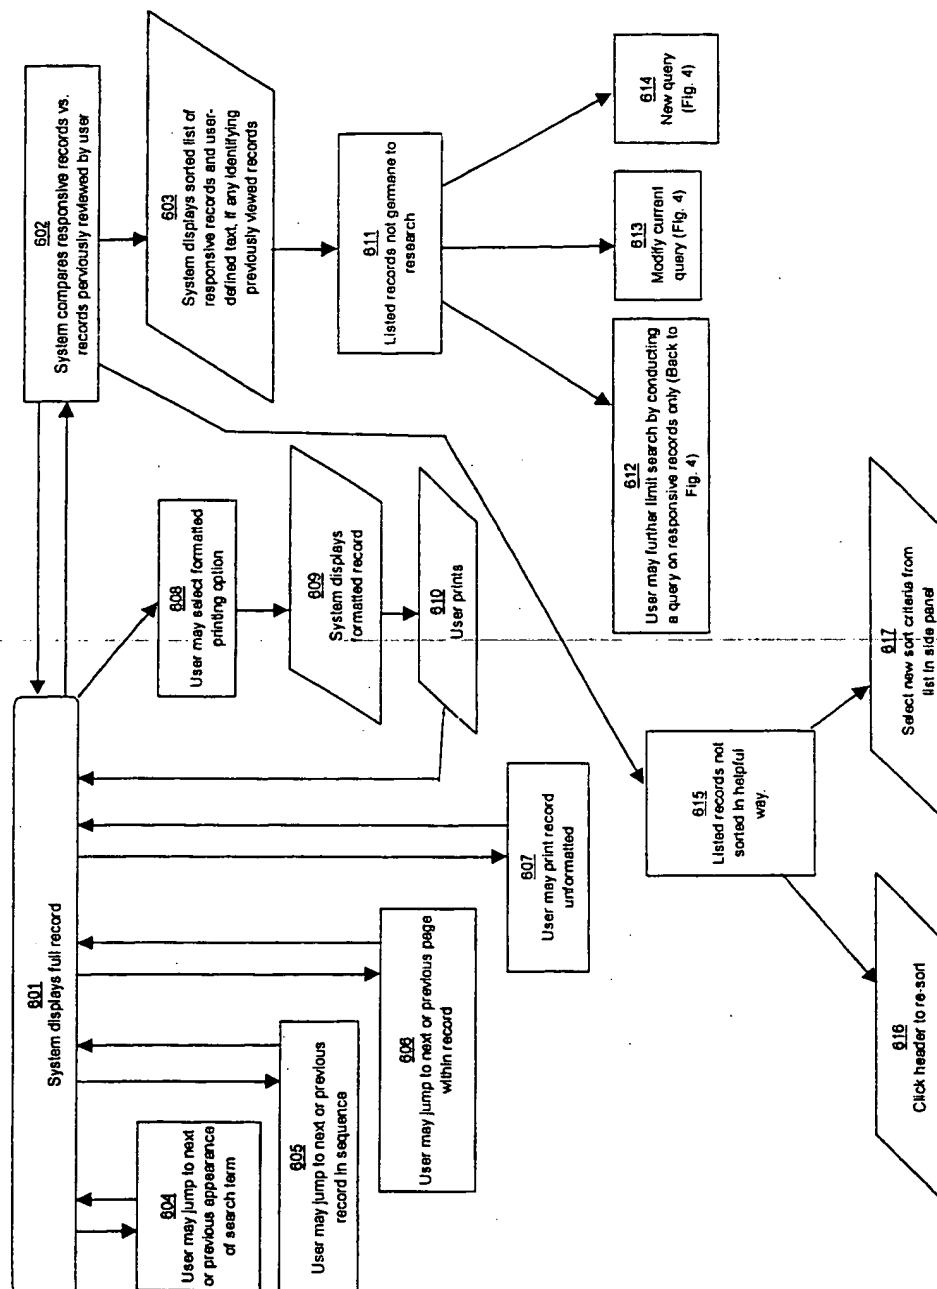 601
System displays full record
602
System compares responsive records vs.
records perviously reviewed by user
603
System displays sorted list of
responsive records and user-
defined text, if any identifying
previously viewed records
604
User may jump to next
or previous appearance
of search term
605
User may jump to next or previous
record in sequence
606
User may jump to next or previous page
within record
607
User may print record
unformatted
608
User may select formatted
printing option
609
System displays
formatted record
610
User prints
611
Listed records not germane to
research
612
User may further limit search by conducting
a query on responsive records only (Back to
Fig. 4)
613
Modify current
query (Fig. 4)
614
New query
(Fig. 4)
615
Listed records not
sorted in helpful
way.
616
Click header to re-sort
617
Select new sort criteria from
list in side panel